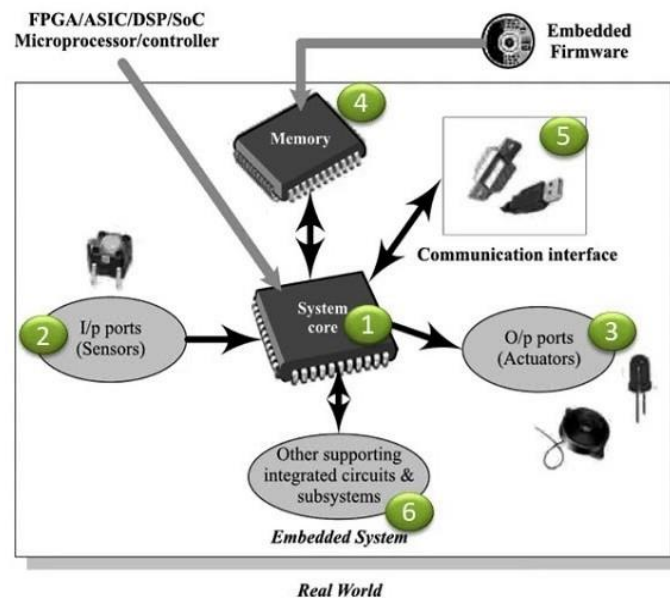 FPGA/ASIC/DSP/SoC
Microprocessor/controller
Embedded
Firmware
4
Memory
5
Communication interface
System
core
1
2
I/p ports
(Sensors)
3
O/p ports
(Actuators)
Other supporting
integrated circuits &
subsystems
6
Embedded System
Real World